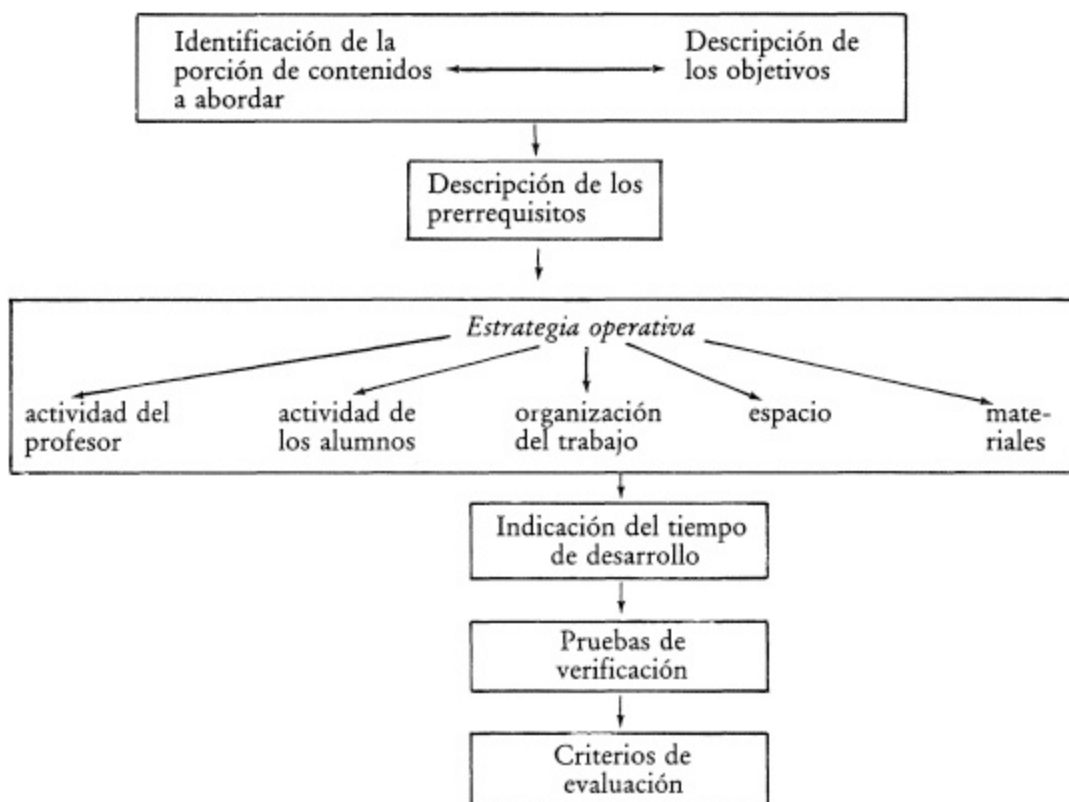 Identificación de la
porción de contenidos
a abordar
Descripción de
los objetivos
Descripción de los
prerrequisitos
Estrategia operativa
actividad del
profesor
actividad de
los alumnos
organización
del trabajo
espacio
mate-
riales
Indicación del tiempo
de desarrollo
Pruebas de
verificación
Criterios de
evaluación